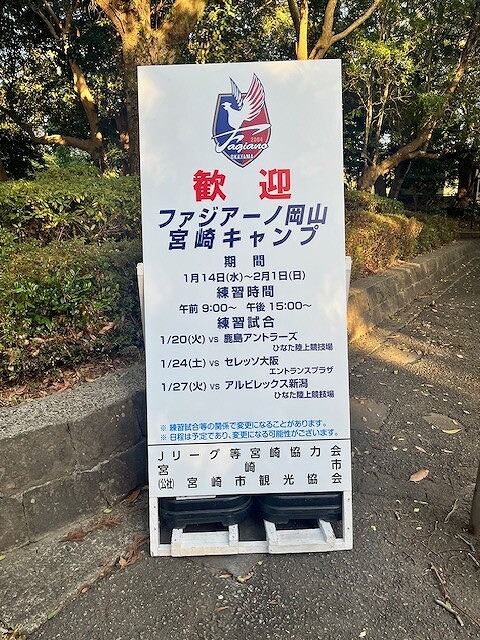 2004
Fagiano
OKAYAMA
歓迎
ファジアーノ岡山
宮崎キャンプ
期間
1月14日(水)～2月1日(日)
練習時間
午前 9:00～ 午後 15:00～
練習試合
1/20(火) vs 鹿島アントラーズ
ひなた陸上競技場
1/24(土) vs セレッソ大阪
エントランスプラザ
1/27(火) vs アルビレックス新潟
ひなた陸上競技場
※ 練習試合等の関係で変更になることがあります。
※ 日程は予定であり、変更になる可能性がございます。
Jリーグ等宮崎協力会
宮崎市
(公社)宮崎市観光協会